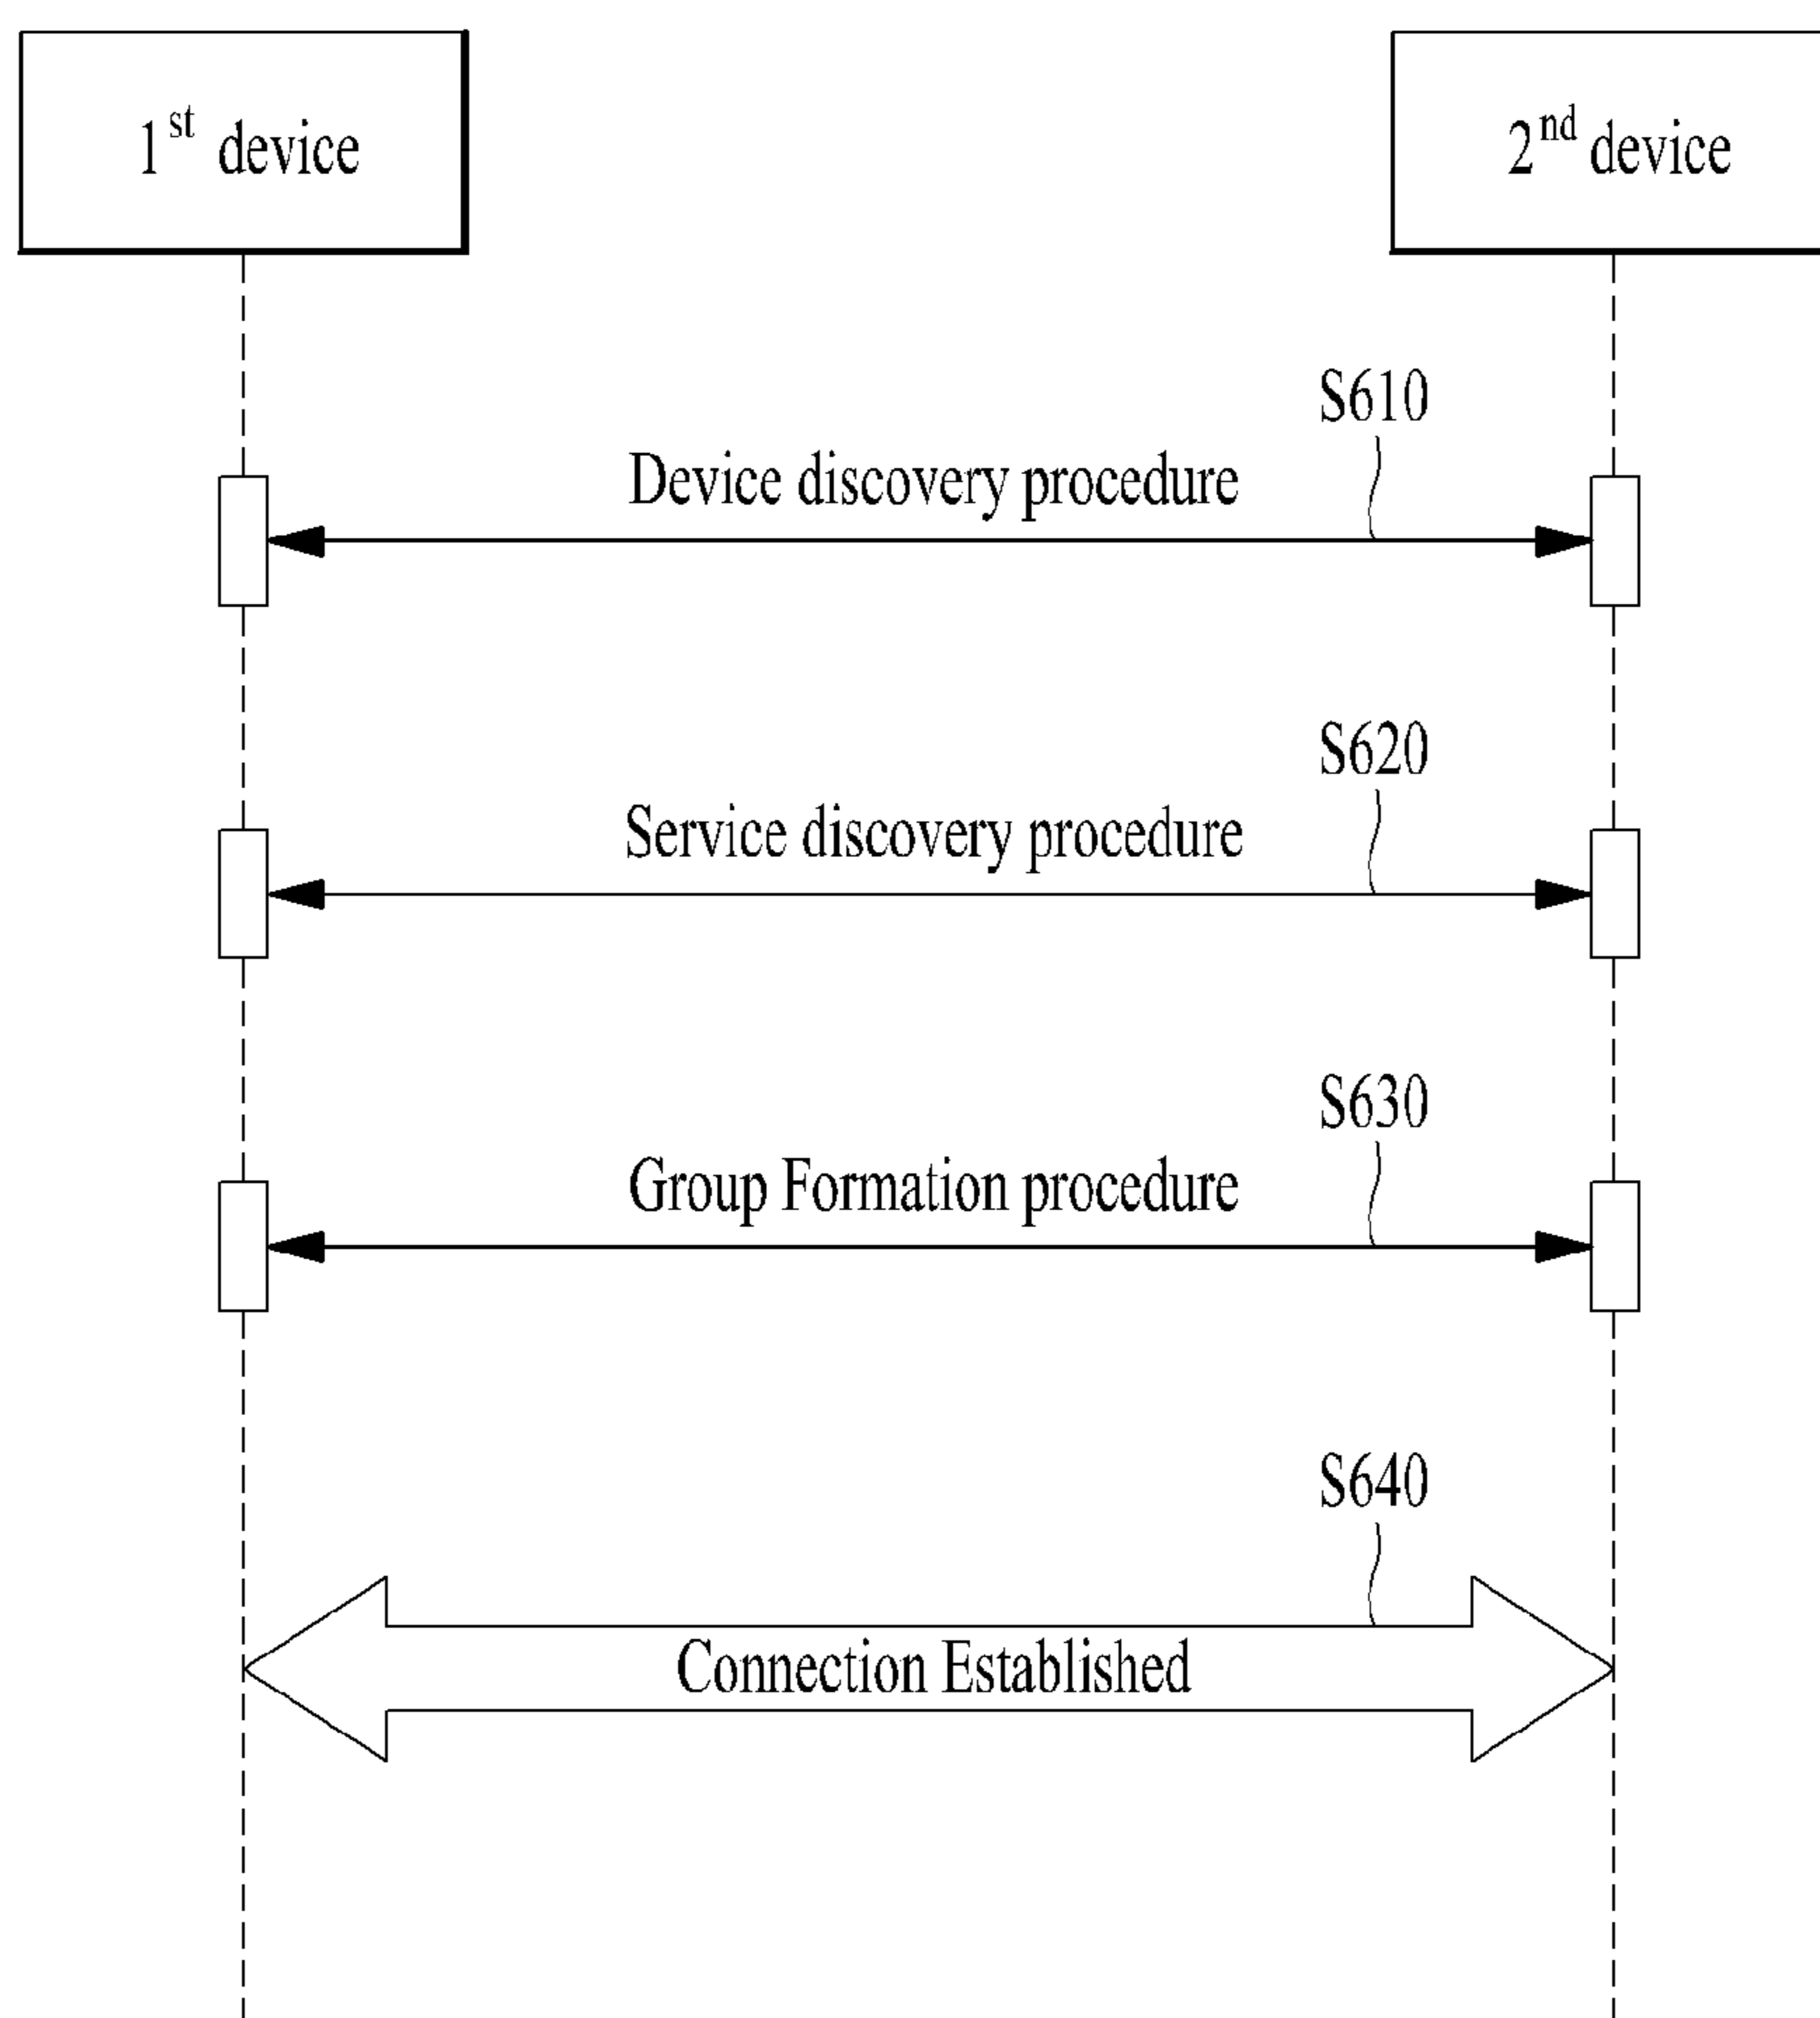 1st device
2nd device
S610
Device discovery procedure
S620
Service discovery procedure
S630
Group Formation procedure
S640
Connection Established